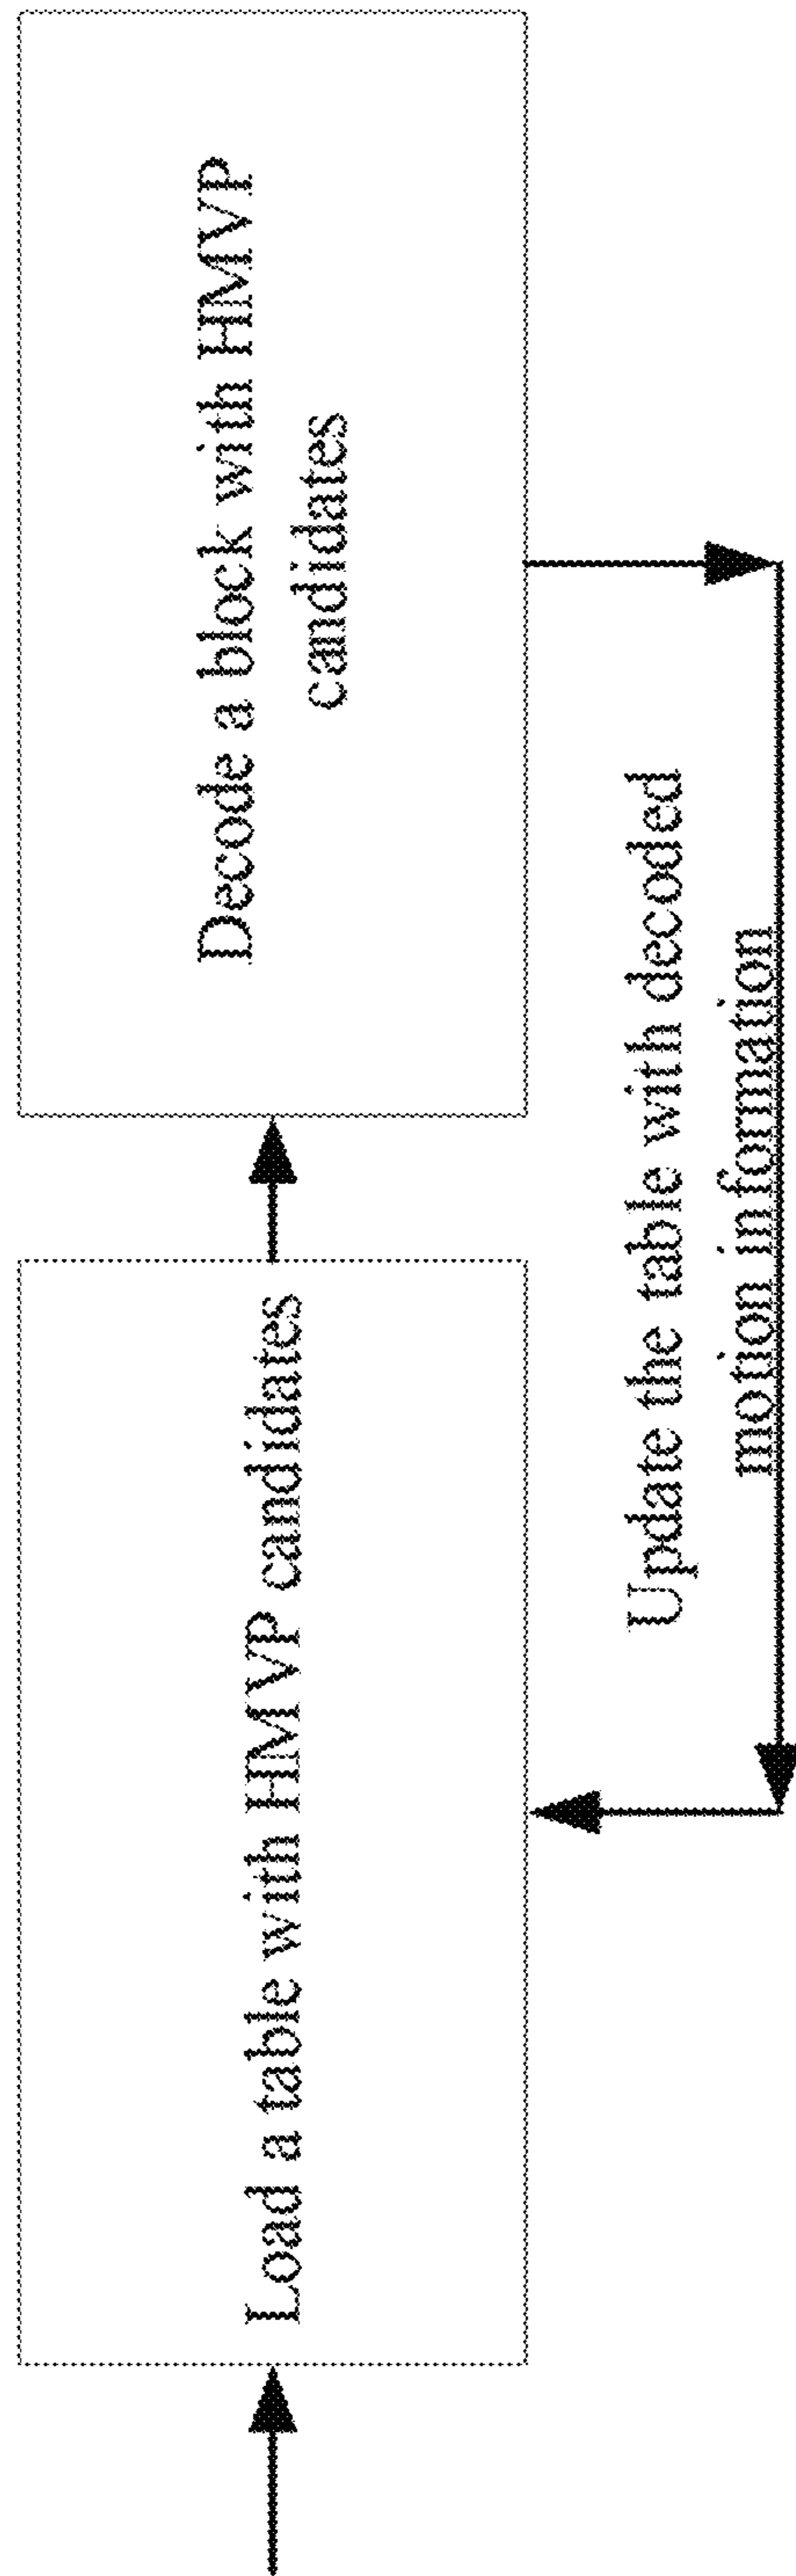 Load a table with HMVP candidates
Decode a block with HMVP
candidates
Update the table with decoded
motion information